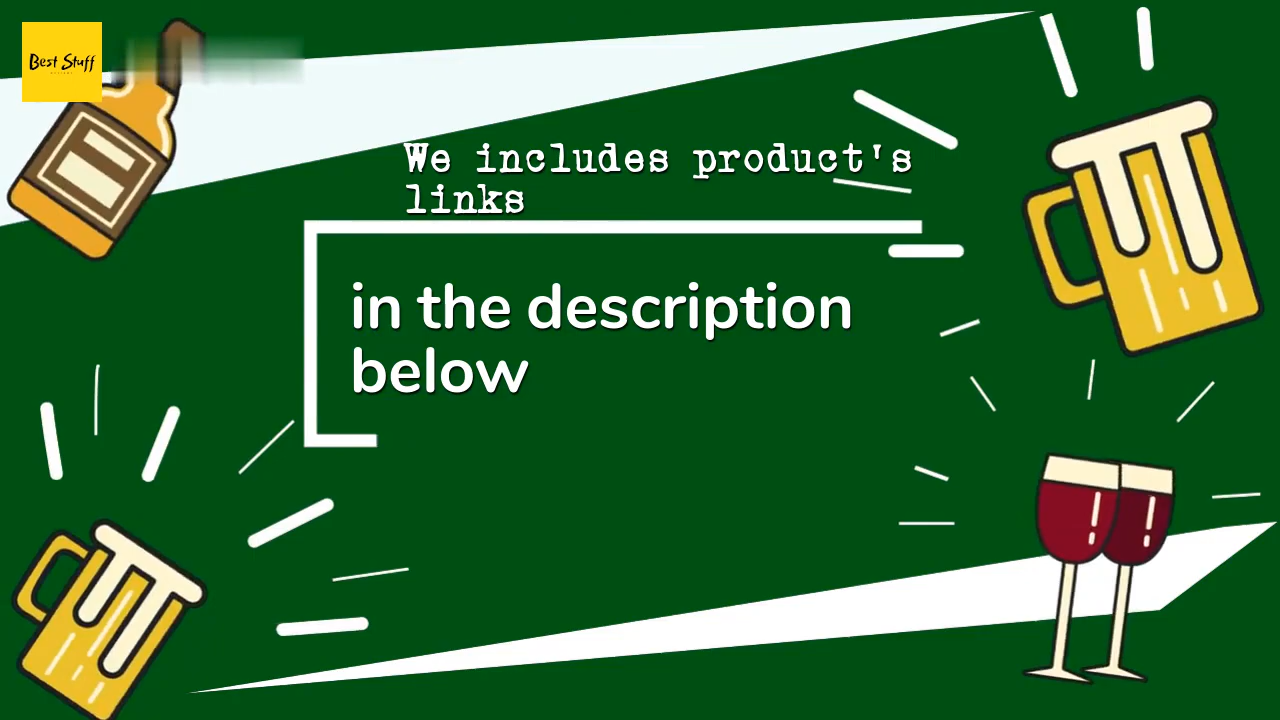 Best Stuff
We includes product's
links
in the description
below